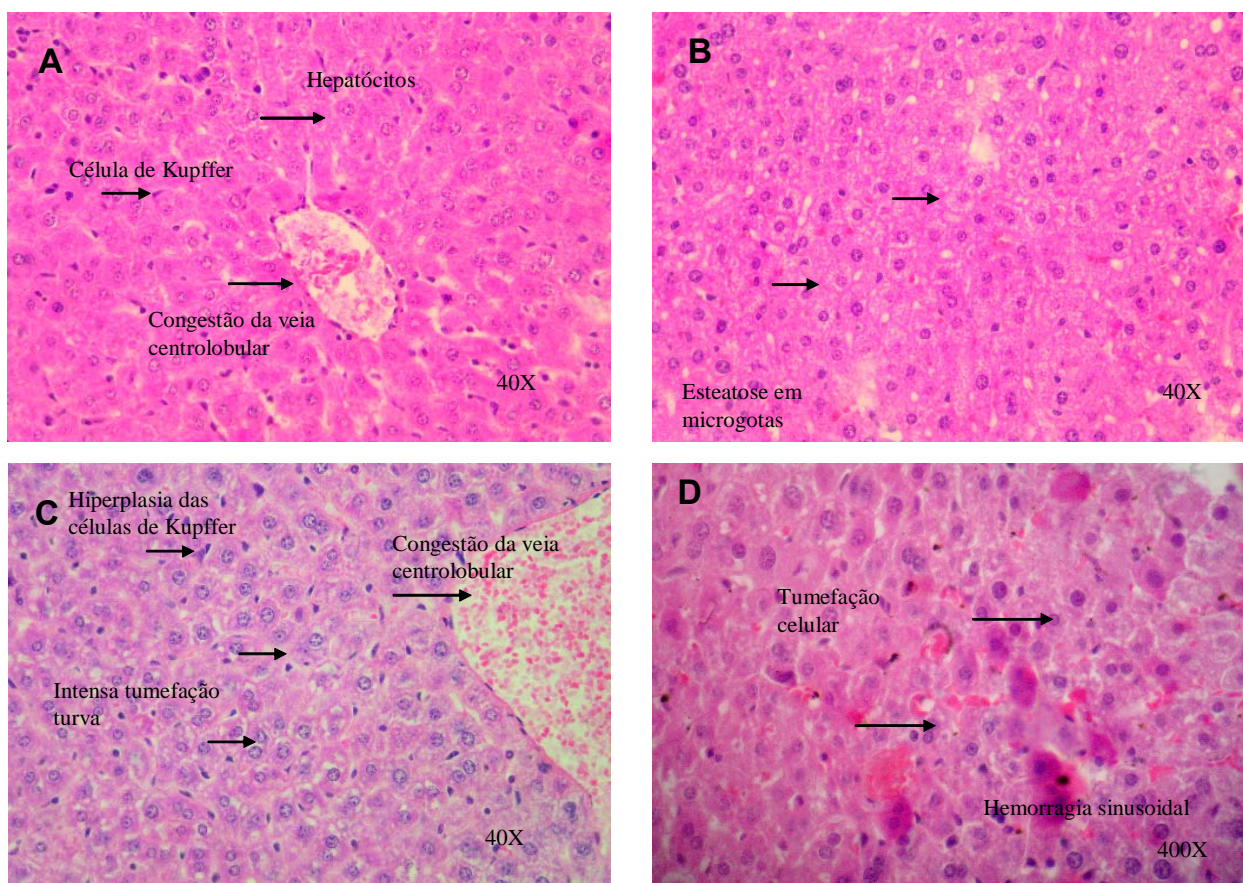 A
Hepatócitos
Célula de Kupffer
Congestão da veia
centrolobular
40X
B
Esteatose em
microgotas
40X
C
Hiperplasia das
células de Kupffer
Congestão da veia
centrolobular
Intensa tumefação
turva
40X
D
Tumefação
celular
Hemorragia sinusoidal
400X